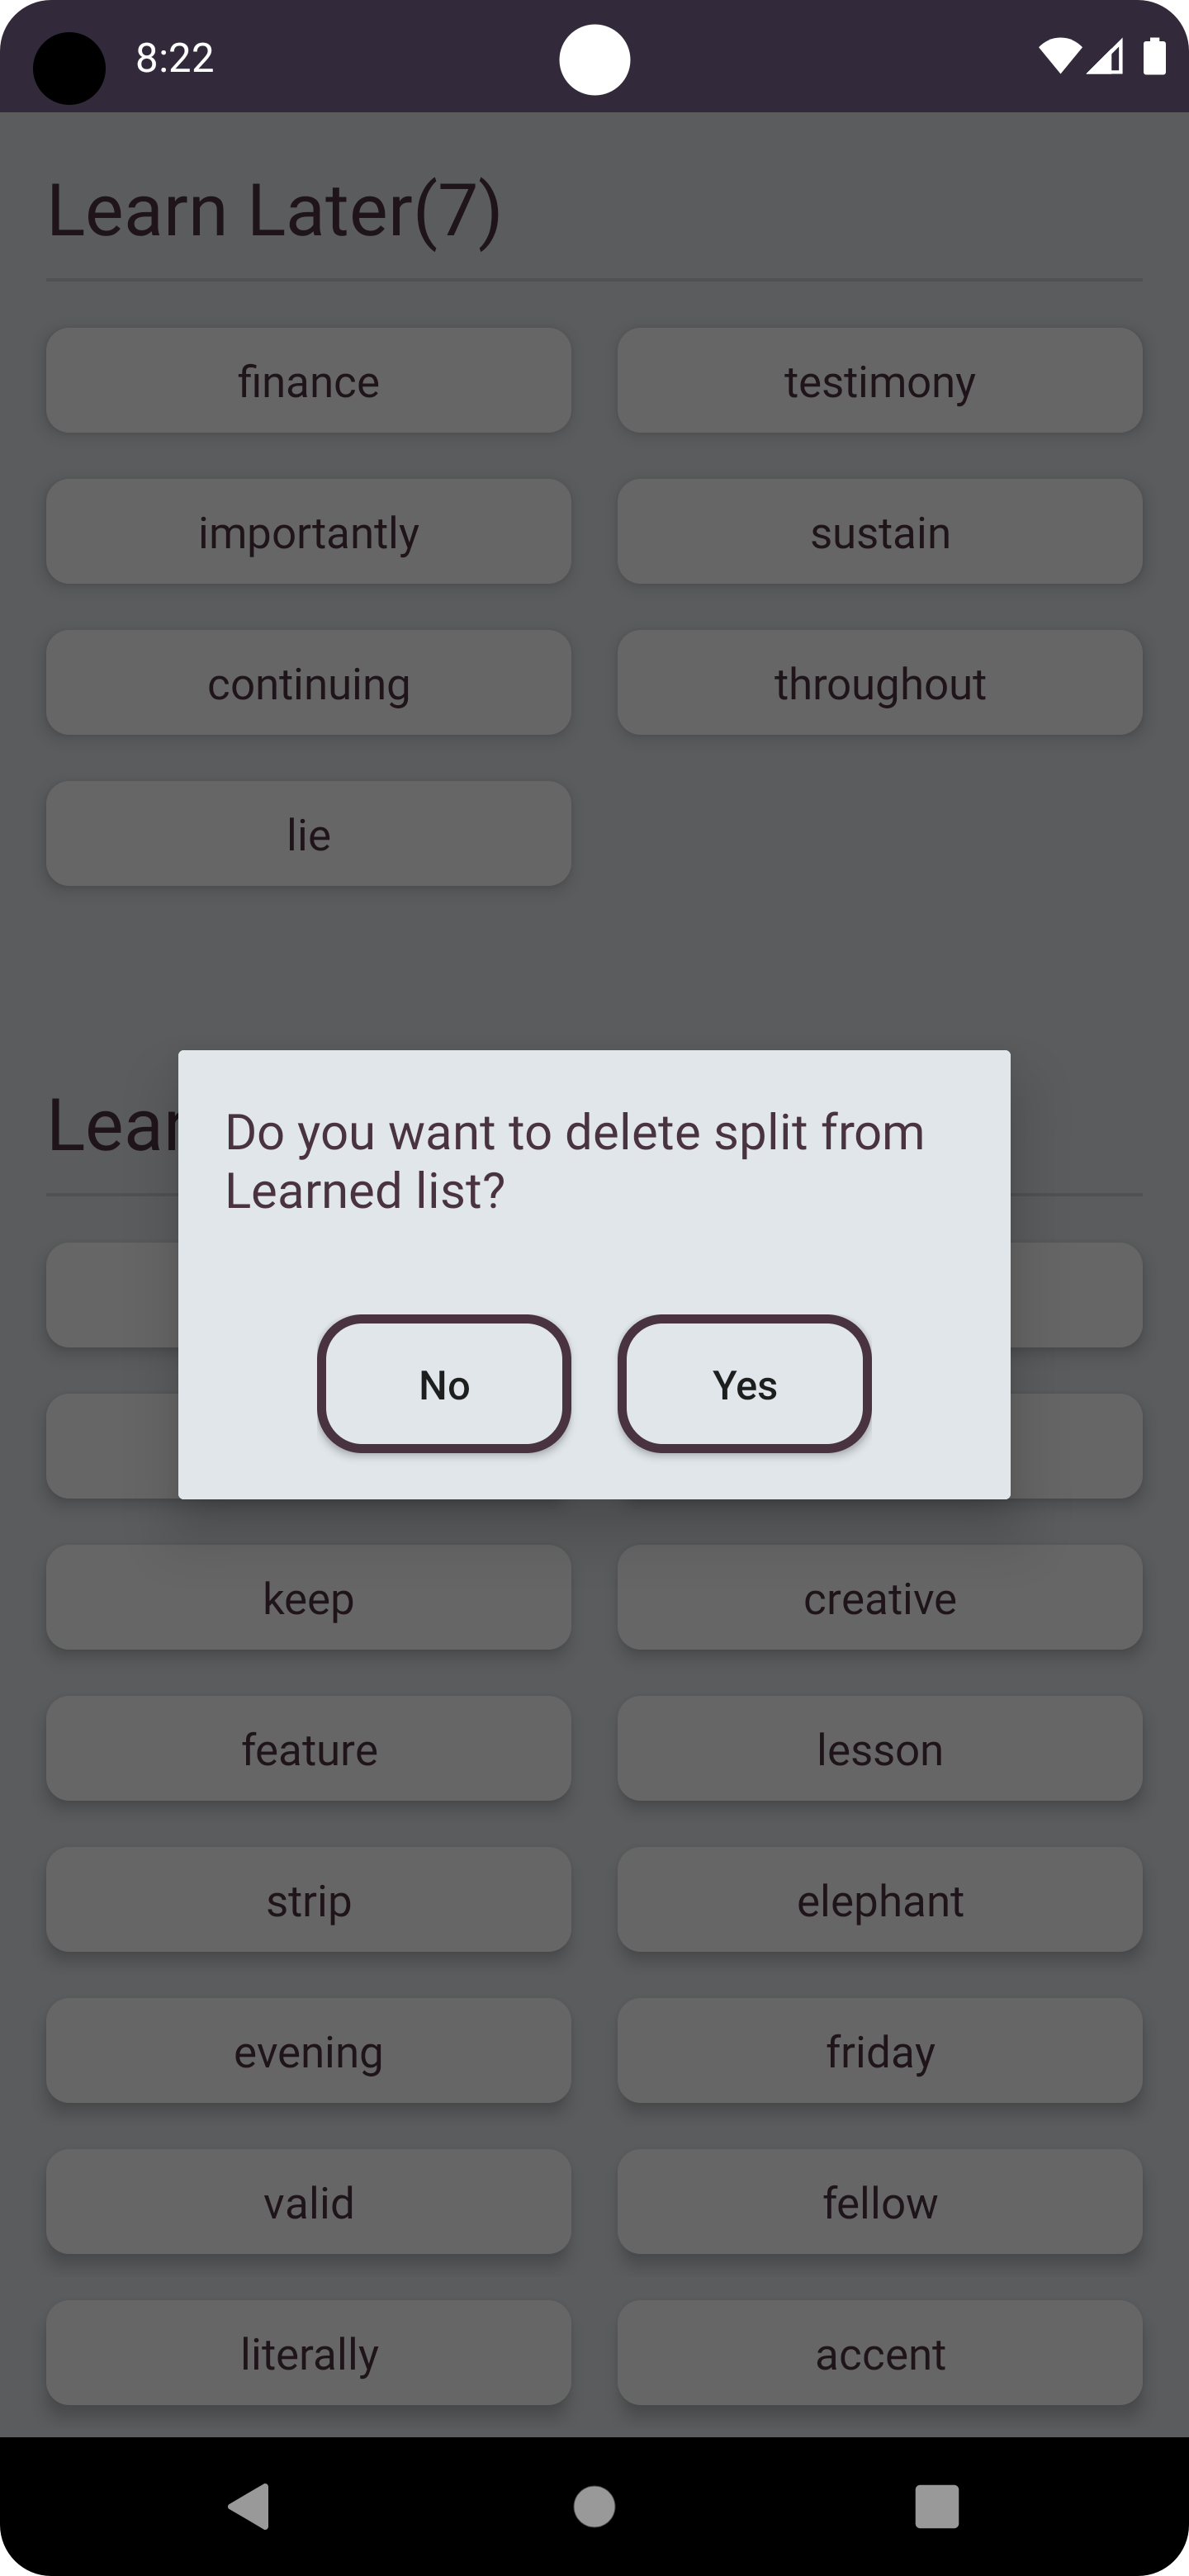 8:22
Learn Later(7)
finance
testimony
importantly
sustain
continuing
throughout
lie
Do you want to delete split from
Learned list?
No
Yes
keep
creative
feature
lesson
strip
elephant
evening
friday
valid
fellow
literally
accent